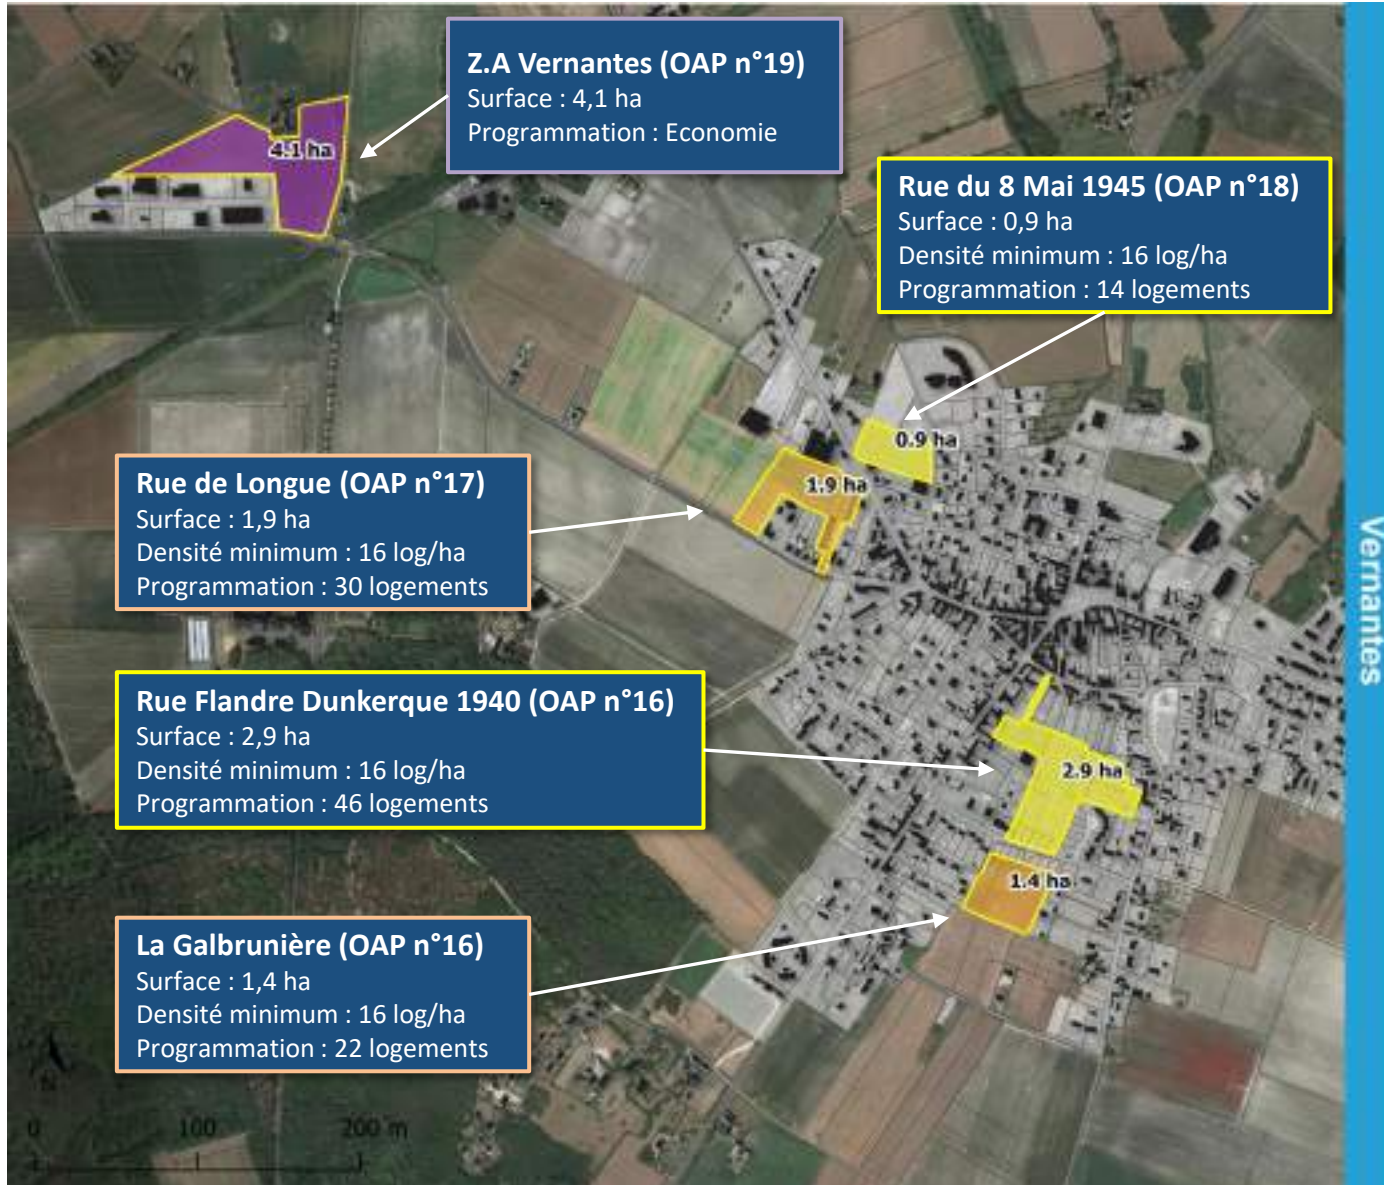 Z.A Vernantes (OAP n°19)
Surface : 4,1 ha
Programmation : Economie
4.1 ha
Rue du 8 Mai 1945 (OAP n°18)
Surface : 0,9 ha
Densité minimum : 16 log/ha
Programmation : 14 logements
0.9 ha
Rue de Longue (OAP n°17)
Surface : 1,9 ha
Densité minimum : 16 log/ha
Programmation : 30 logements
1.9 ha
Vernantes
Rue Flandre Dunkerque 1940 (OAP n°16)
Surface : 2,9 ha
Densité minimum : 16 log/ha
Programmation : 46 logements
2.9 ha
1.4 ha
La Galbrunière (OAP n°16)
Surface : 1,4 ha
Densité minimum : 16 log/ha
Programmation : 22 logements
0 100 200 m